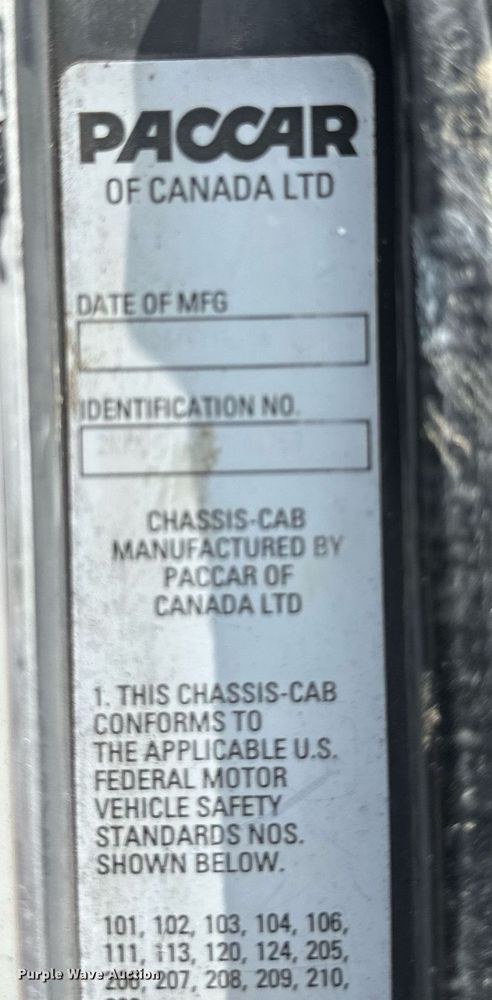 PACCAR
OF CANADA LTD
DATE OF MFG
IDENTIFICATION NO.
CHASSIS-CAB
MANUFACTURED BY
PACCAR OF
CANADA LTD
1. THIS CHASSIS-CAB
CONFORMS TO
THE APPLICABLE U.S.
FEDERAL MOTOR
VEHICLE SAFETY
STANDARDS NOS.
SHOWN BELOW.
101, 102, 103, 104, 106,
111, 113, 120, 124, 205,
206, 207, 208, 209, 210,
Purple Wave Auction